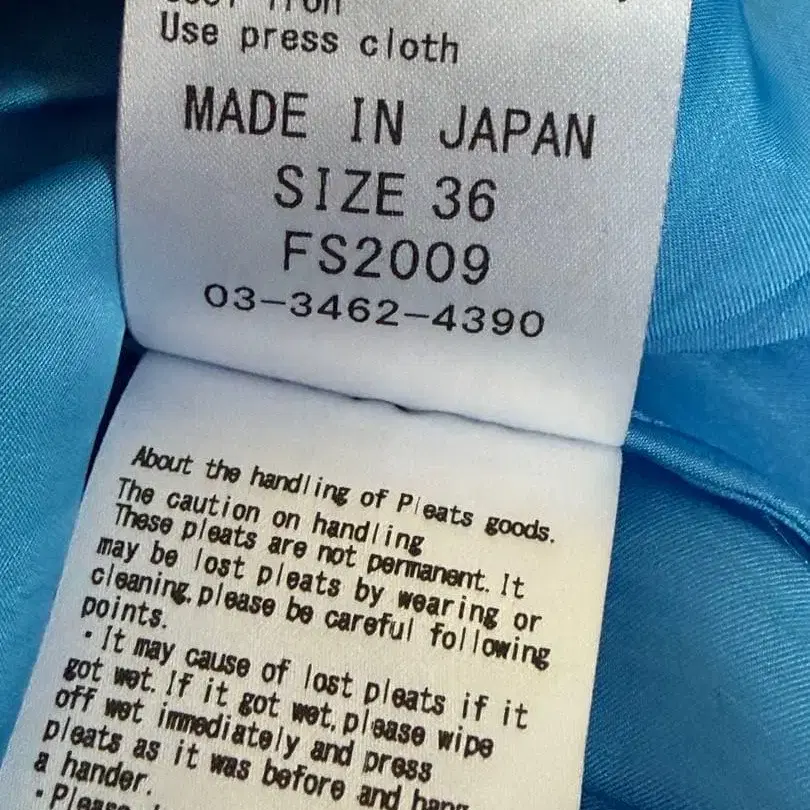 Use press cloth
MADE IN JAPAN
SIZE 36
FS2009
03-3462-4390
About the handling of Pleats goods.
The caution on handling
These pleats are not permanent. It
may be lost pleats by wearing or
cleaning, please be careful following
points.
・It may cause of lost pleats if it
got wet. If it got wet, please wipe
off wet immediately and press
pleats as it was before and hang
a hander.
・Please